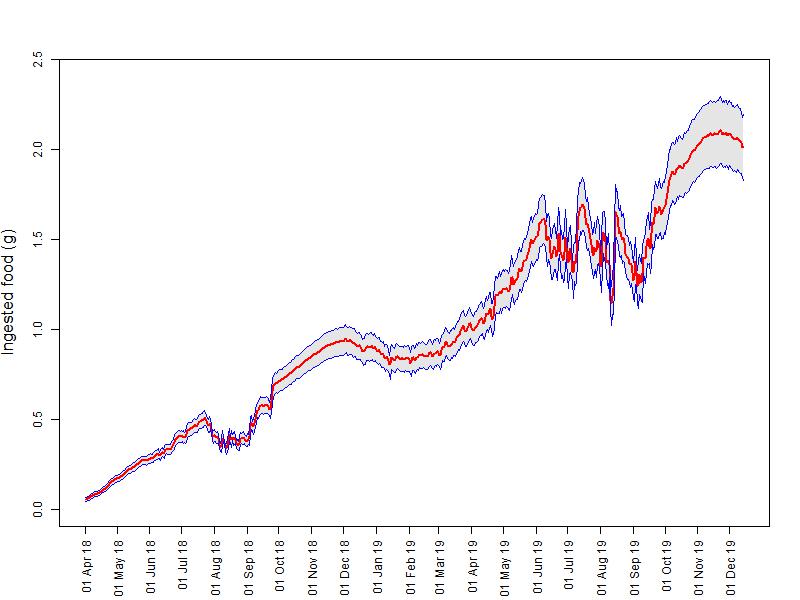 Ingested food (g)
2.5
2.0
1.5
1.0
0.5
0.0
01 Apr 18
01 May 18
01 Jun 18
01 Jul 18
01 Aug 18
01 Sep 18
01 Oct 18
01 Nov 18
01 Dec 18
01 Jan 19
01 Feb 19
01 Mar 19
01 Apr 19
01 May 19
01 Jun 19
01 Jul 19
01 Aug 19
01 Sep 19
01 Oct 19
01 Nov 19
01 Dec 19